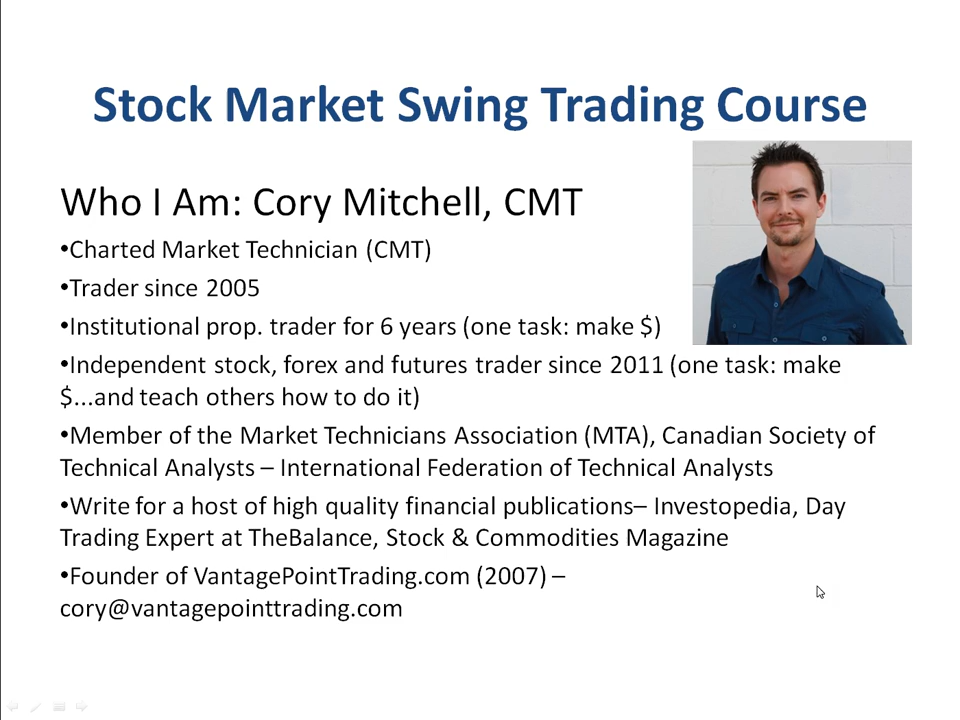 Stock Market Swing Trading Course
Who I Am: Cory Mitchell, CMT
•Charted Market Technician (CMT)
•Trader since 2005
•Institutional prop. trader for 6 years (one task: make $)
•Independent stock, forex and futures trader since 2011 (one task: make
$...and teach others how to do it)
•Member of the Market Technicians Association (MTA), Canadian Society of
Technical Analysts – International Federation of Technical Analysts
•Write for a host of high quality financial publications– Investopedia, Day
Trading Expert at TheBalance, Stock & Commodities Magazine
•Founder of VantagePointTrading.com (2007) –
cory@vantagepointtrading.com